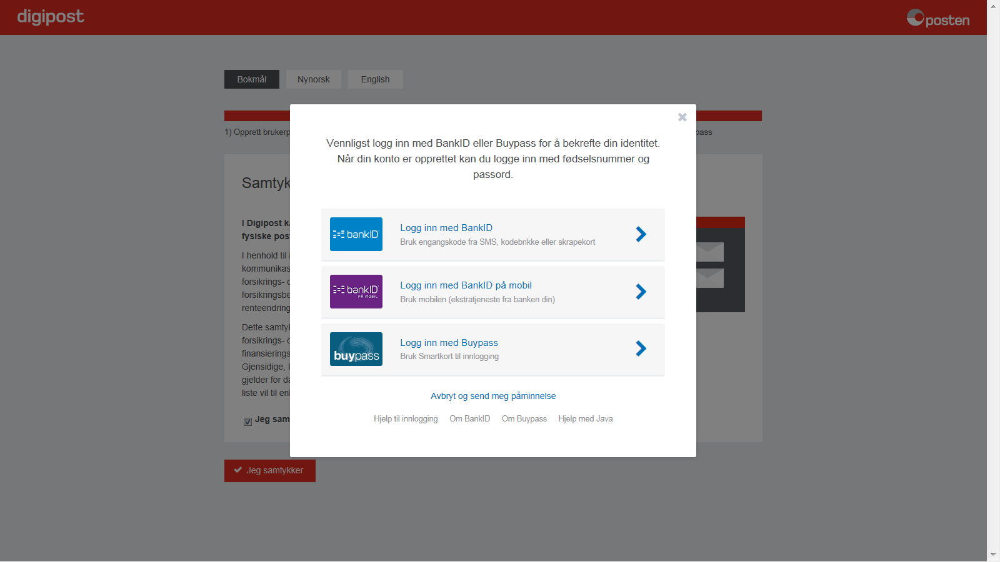 digipost
posten
Bokmål
Nynorsk
English
1) Opprett brukerp
pass
Samtyk
I Digipost ka
fysiske pos
I henhold til
kommunikas
forsikrings- o
forsikringsbe
renteendring
Dette samtyk
forsikrings- o
finansierings
Gjensidige, I
gjelder for da
liste vil til en
Jeg sam
Jeg samtykker
Vennligst logg inn med BankID eller Buypass for å bekrefte din identitet.
Når din konto er opprettet kan du logge inn med fødselsnummer og
passord.
bankID
Logg inn med BankID
Bruk engangskode fra SMS, kodebrikke eller skrapekort
bankID
PÅ MOBIL
Logg inn med BankID på mobil
Bruk mobilen (ekstratjeneste fra banken din)
buypass
Logg inn med Buypass
Bruk Smartkort til innlogging
Avbryt og send meg påminnelse
Hjelp til innlogging Om BankID Om Buypass Hjelp med Java